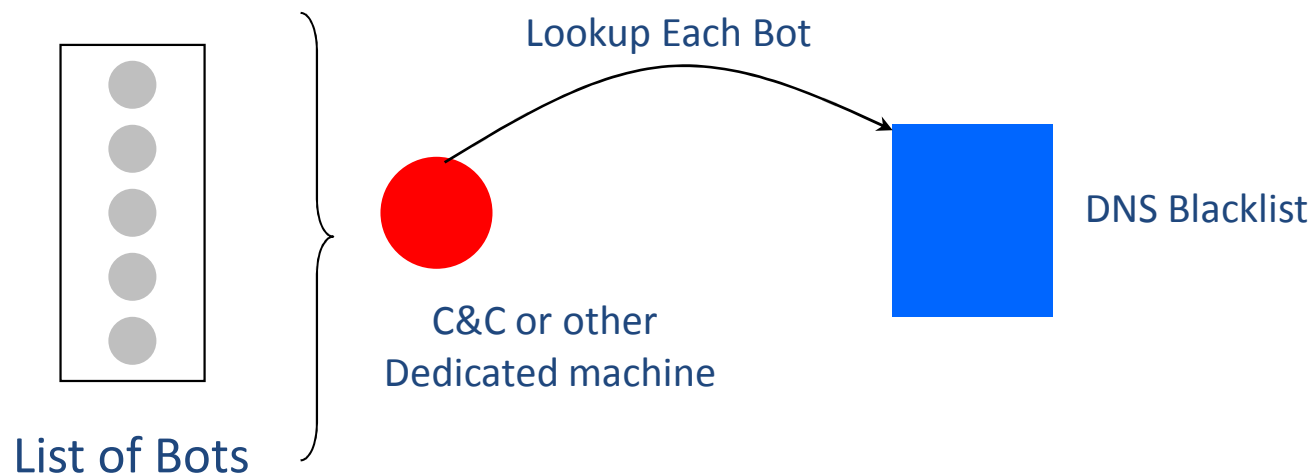 Lookup Each Bot
DNS Blacklist
C&C or other
Dedicated machine
List of Bots